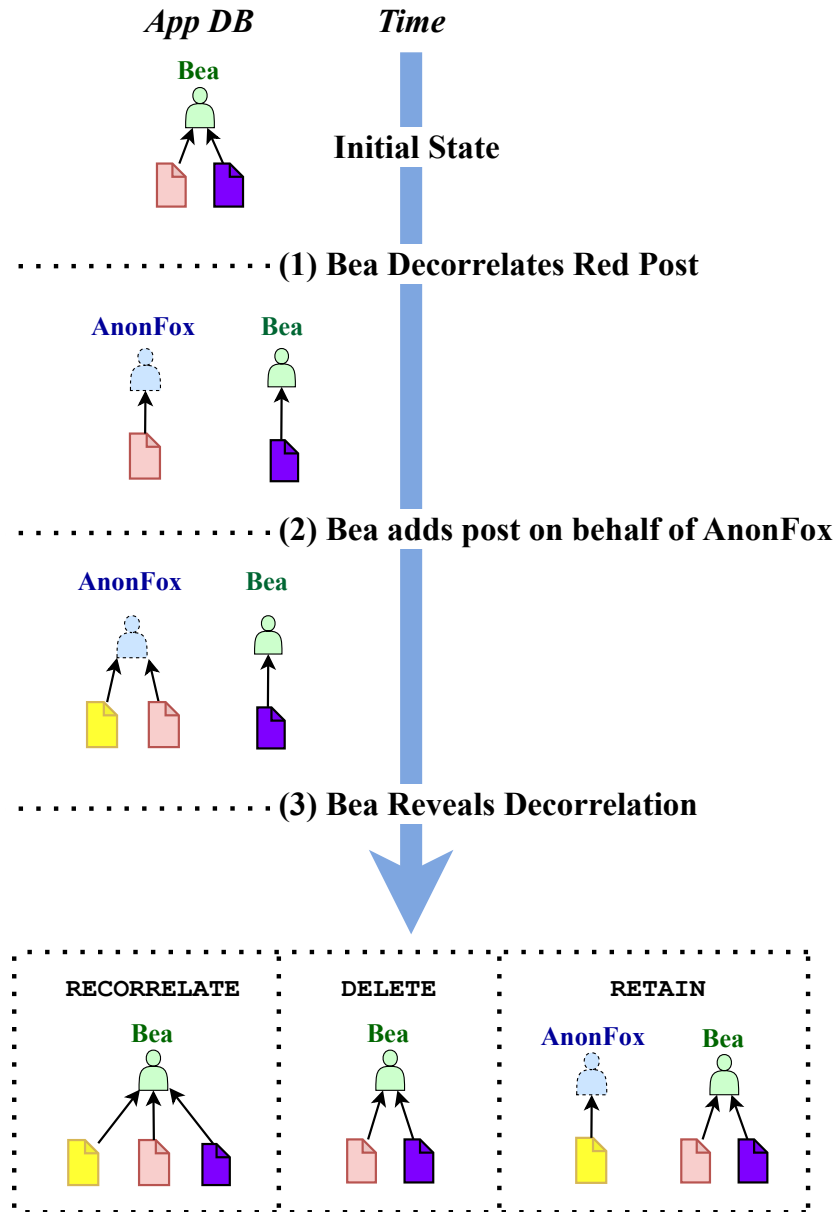 App DB
Time
Bea
Initial State
(1) Bea Decorrelates Red Post
AnonFox
Bea
(2) Bea adds post on behalf of AnonFox
AnonFox
Bea
(3) Bea Reveals Decorrelation
RECORRELATE
DELETE
RETAIN
Bea
Bea
AnonFox
Bea